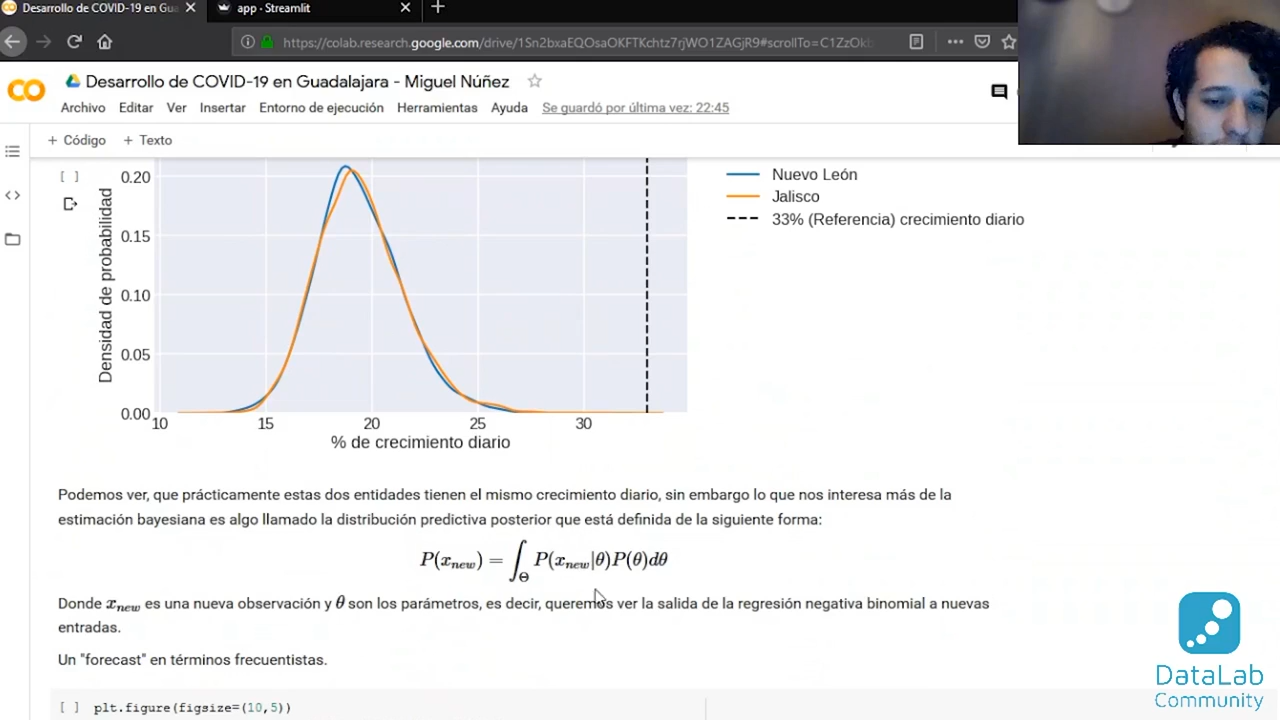 Desarrollo de COVID-19 en Gua
app - Streamlit
https://colab.research.google.com/drive/1Sn2bxaEQOsaOKFTKchtz7rjWO1ZAGjR9#scrollTo=C1ZzOkb
Desarrollo de COVID-19 en Guadalajara - Miguel Núñez
Archivo Editar Ver Insertar Entorno de ejecución Herramientas Ayuda Se guardó por última vez: 22:45
+ Código + Texto
[ ]
Densidad de probabilidad
0.20
0.15
0.10
0.05
0.00
10 15 20 25 30
% de crecimiento diario
Nuevo León
Jalisco
33% (Referencia) crecimiento diario
Podemos ver, que prácticamente estas dos entidades tienen el mismo crecimiento diario, sin embargo lo que nos interesa más de la
estimación bayesiana es algo llamado la distribución predictiva posterior que está definida de la siguiente forma:
P(x_new) = ∫_Θ P(x_new|θ)P(θ)dθ
Donde x_new es una nueva observación y θ son los parámetros, es decir, queremos ver la salida de la regresión negativa binomial a nuevas
entradas.
Un "forecast" en términos frecuentistas.
[ ] plt.figure(figsize=(10,5))
DataLab
Community